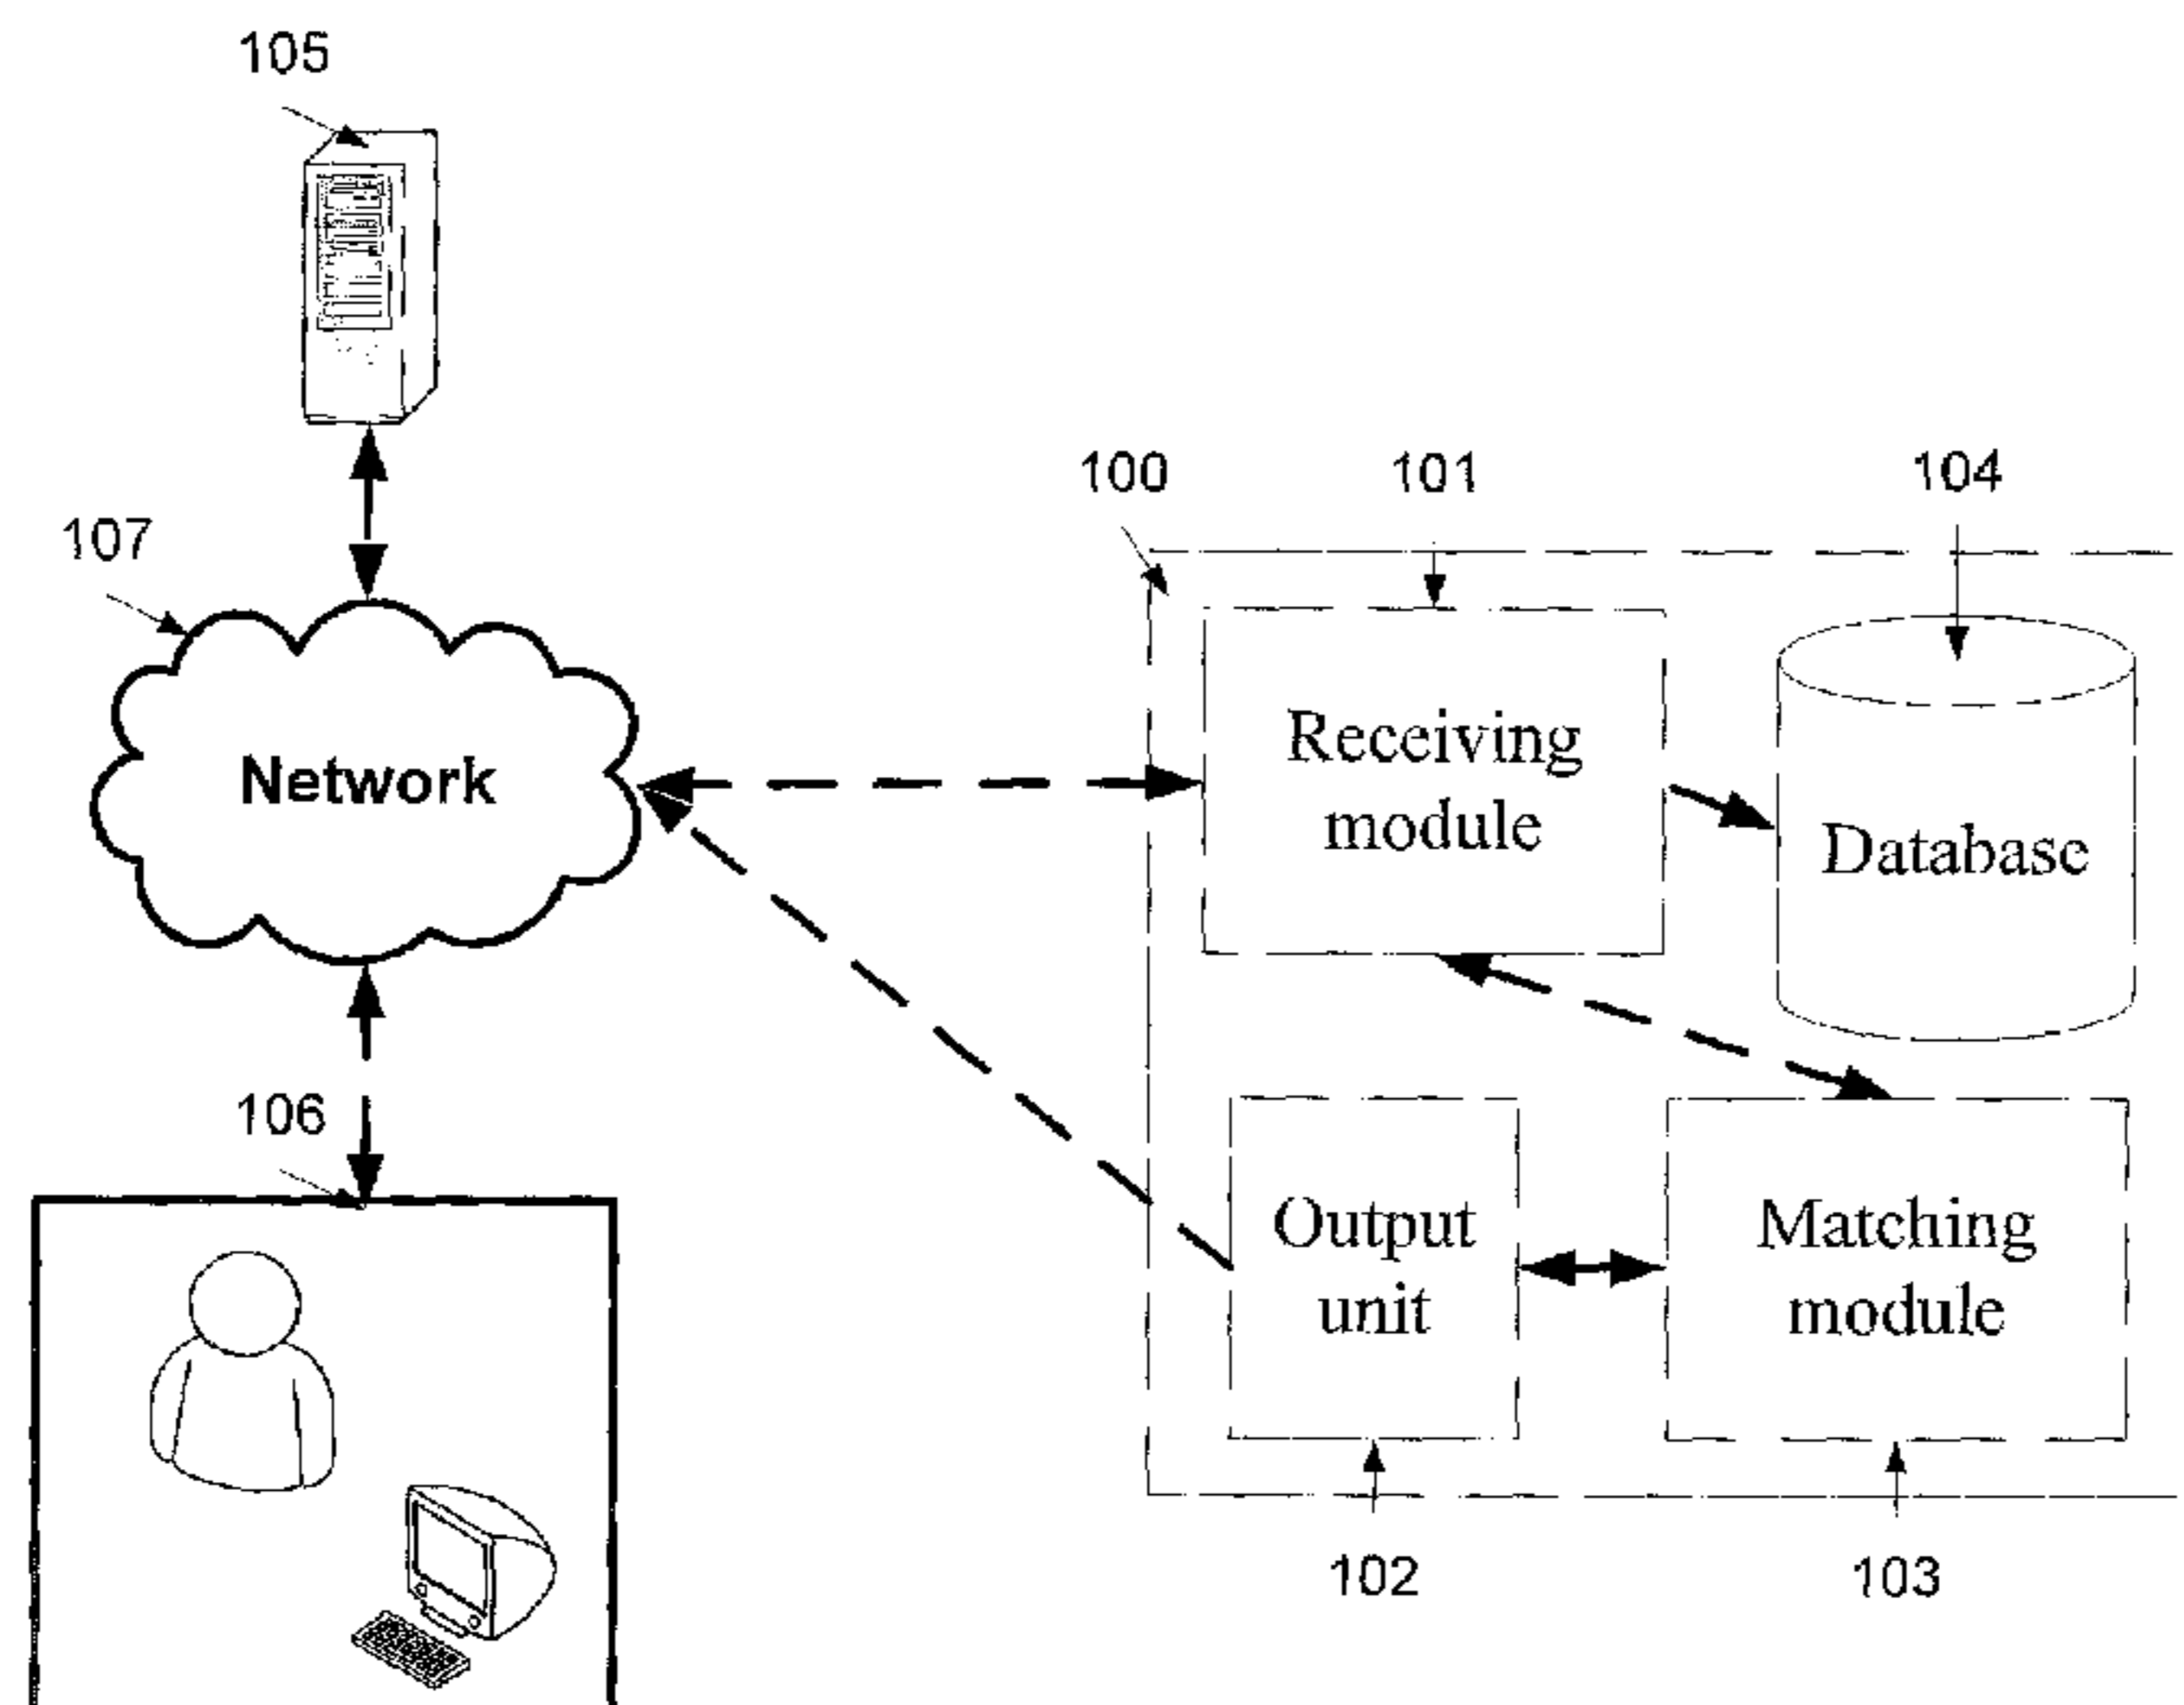 105
100
101
104
107
Receiving
module
Network
Database
106
Output
unit
Matching
module
102
103